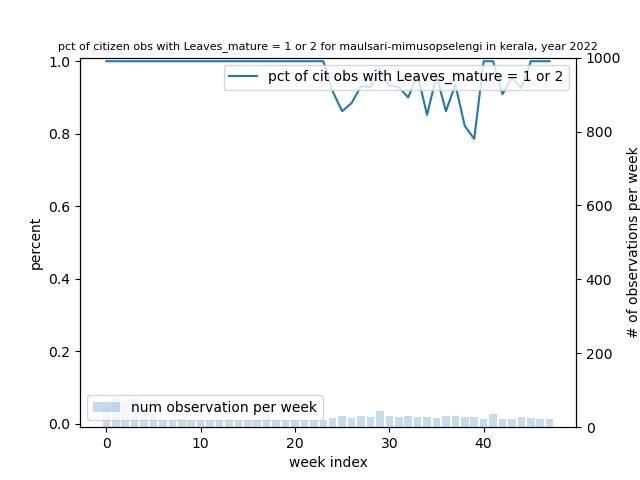 pct of citizen obs with Leaves_mature = 1 or 2 for maulsari-mimusopselengi in kerala, year 2022
1.0
0.8
0.6
0.4
0.2
0.0
percent
pct of cit obs with Leaves_mature = 1 or 2
num observation per week
1000
800
600
400
200
0
# of observations per week
0 10 20 30 40
week index